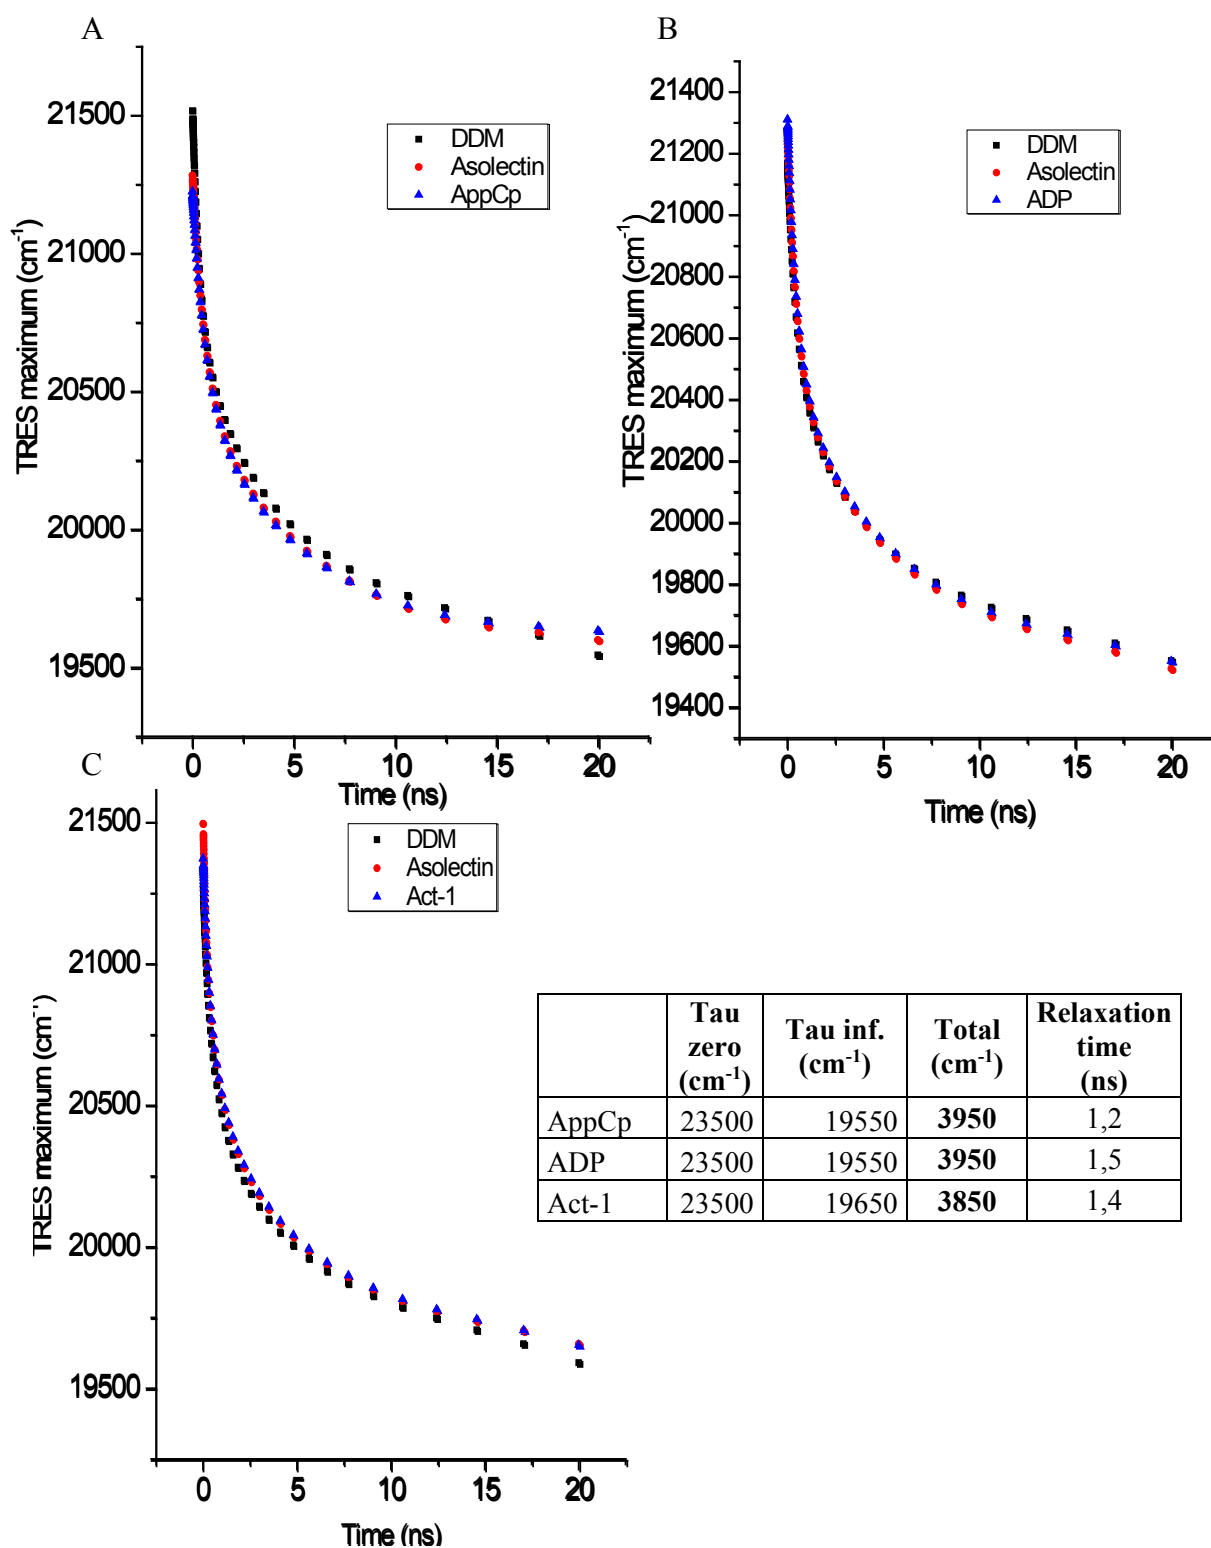 A
21500
21000
20500
20000
19500
TRES maximum (cm⁻¹)
DDM
Asolectin
AppCp
0 5 10 15 20
Time (ns)
B
21400
21200
21000
20800
20600
20400
20200
20000
19800
19600
19400
TRES maximum (cm⁻¹)
DDM
Asolectin
ADP
0 5 10 15 20
Time (ns)
C
21500
21000
20500
20000
19500
TRES maximum (cm⁻¹)
DDM
Asolectin
Act-1
0 5 10 15 20
Time (ns)
Tau zero (cm⁻¹) Tau inf. (cm⁻¹) Total (cm⁻¹) Relaxation time (ns)
AppCp 23500 19550 3950 1,2
ADP 23500 19550 3950 1,5
Act-1 23500 19650 3850 1,4